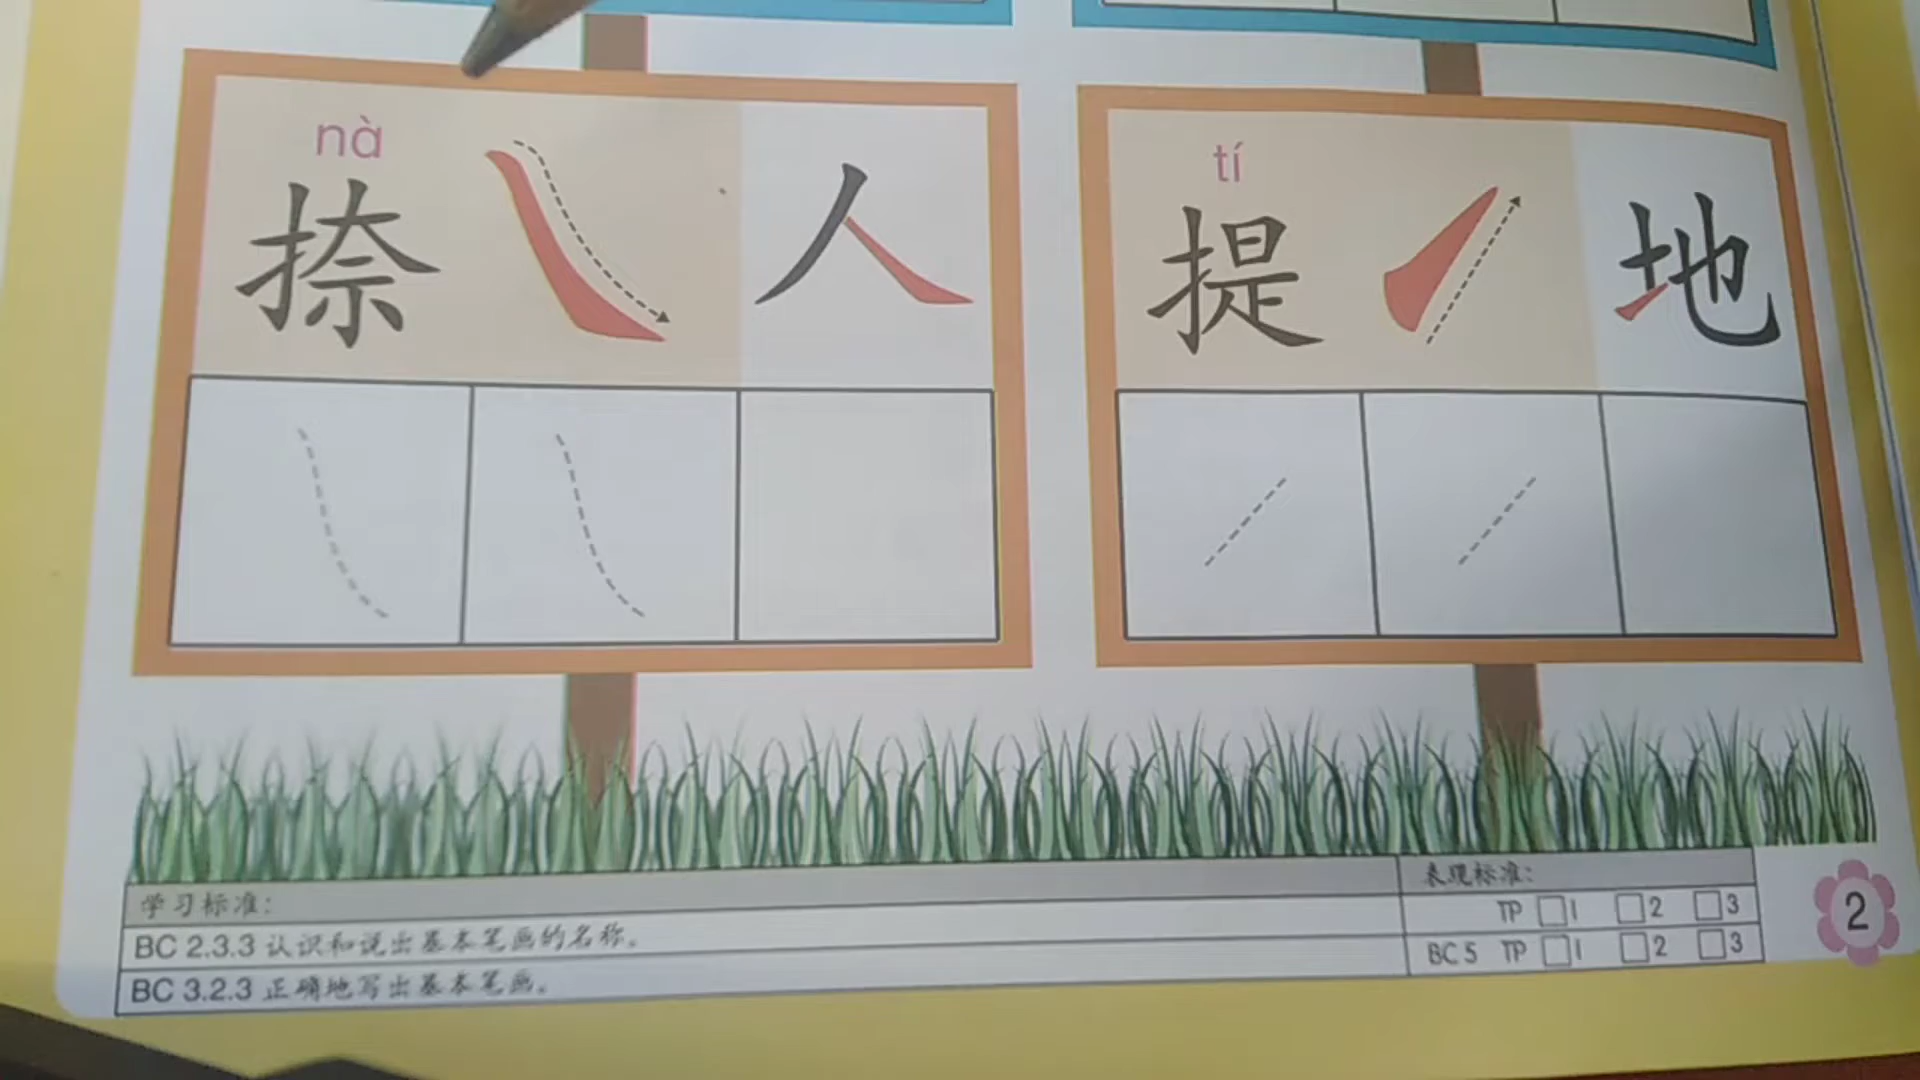 nà
捺 人
tí
提 地
学习标准:
BC 2.3.3 认识和说出基本笔画的名称。
BC 3.2.3 正确地写出基本笔画。
表现标准:
TP 1 2 3
BC 5 TP 1 2 3
2